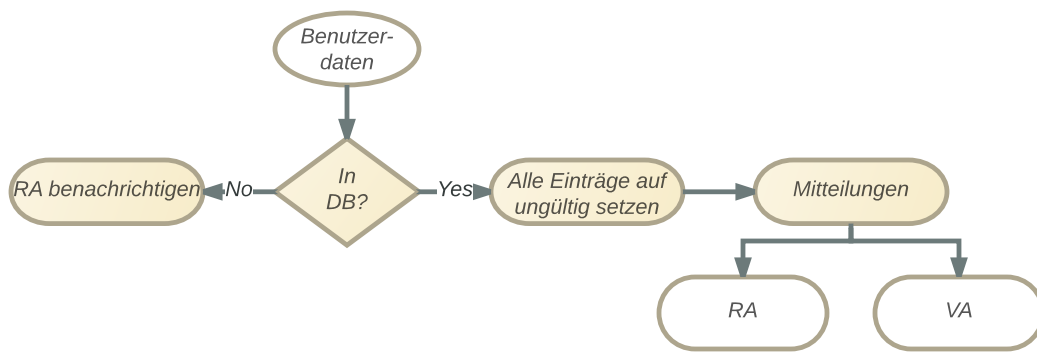 Benutzer-
daten
In
DB?
RA benachrichtigen
No
Yes
Alle Einträge auf
ungültig setzen
Mitteilungen
RA
VA